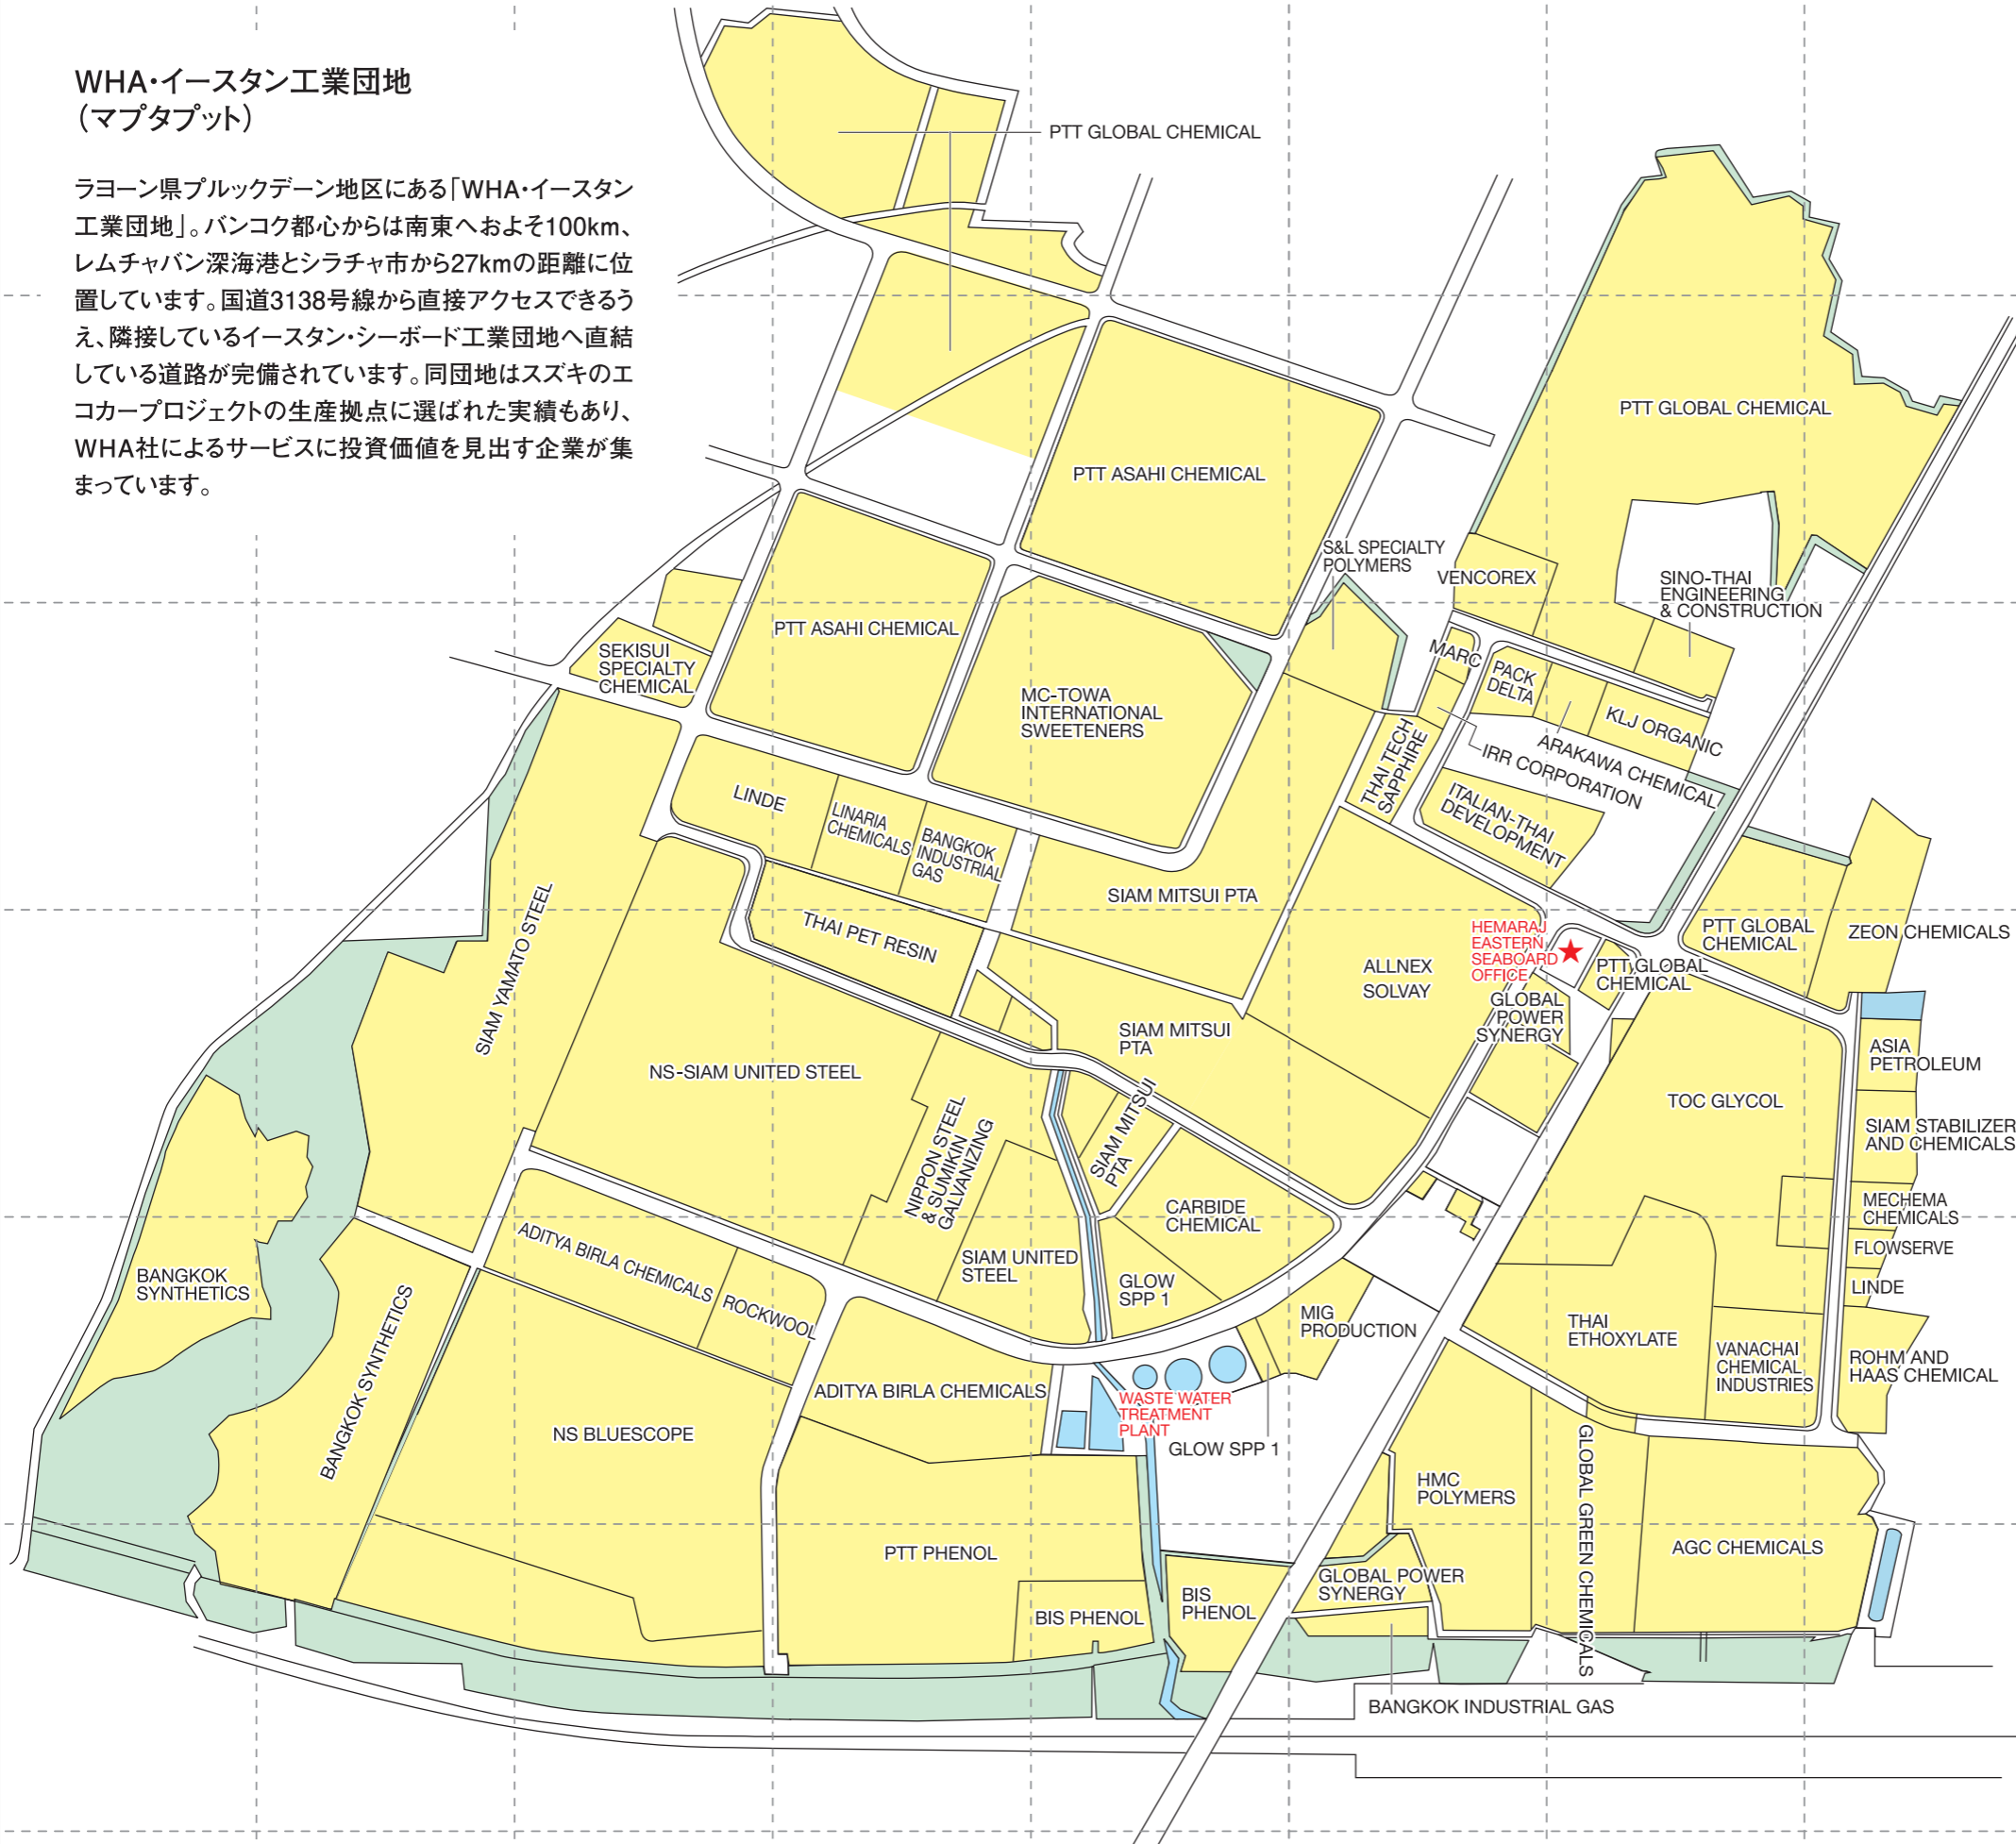 WHA・イースタン工業団地
（マプタプット）
ラヨーン県プルックデーン地区にある「WHA・イースタン
工業団地」。バンコク都心からは南東へおよそ100km、
レムチャバン深海港とシラチャ市から27kmの距離に位
置しています。国道3138号線から直接アクセスできるう
え、隣接しているイースタン・シーボード工業団地へ直結
している道路が完備されています。同団地はスズキのエ
コカープロジェクトの生産拠点に選ばれた実績もあり、
WHA社によるサービスに投資価値を見出す企業が集
まっています。
PTT GLOBAL CHEMICAL
PTT GLOBAL CHEMICAL
PTT ASAHI CHEMICAL
S&L SPECIALTY
POLYMERS
VENCOREX
SINO-THAI
ENGINEERING
& CONSTRUCTION
PTT ASAHI CHEMICAL
SEKISUI
SPECIALTY
CHEMICAL
MC-TOWA
INTERNATIONAL
SWEETENERS
MARC
PACK
DELTA
KLJ ORGANIC
ARAKAWA CHEMICAL
IRR CORPORATION
THAI TECH
SAPPHIRE
ITALIAN-THAI
DEVELOPMENT
LINDE
LINARIA
CHEMICALS
BANGKOK
INDUSTRIAL
GAS
SIAM MITSUI PTA
THAI PET RESIN
SIAM YAMATO STEEL
HEMARAJ
EASTERN
SEABOARD
OFFICE
PTT GLOBAL
CHEMICAL
ZEON CHEMICALS
ALLNEX
SOLVAY
PTT GLOBAL
CHEMICAL
GLOBAL
POWER
SYNERGY
SIAM MITSUI
PTA
NS-SIAM UNITED STEEL
ASIA
PETROLEUM
TOC GLYCOL
SIAM STABILIZER
AND CHEMICALS
SIAM MITSUI
PTA
NIPPON STEEL
& SUMIKIN
GALVANIZING
CARBIDE
CHEMICAL
MECHEMA
CHEMICALS
FLOWSERVE
LINDE
ADITYA BIRLA CHEMICALS
ROCKWOOL
SIAM UNITED
STEEL
GLOW
SPP 1
BANGKOK
SYNTHETICS
BANGKOK SYNTHETICS
MIG
PRODUCTION
THAI
ETHOXYLATE
VANACHAI
CHEMICAL
INDUSTRIES
ROHM AND
HAAS CHEMICAL
ADITYA BIRLA CHEMICALS
WASTE WATER
TREATMENT
PLANT
GLOW SPP 1
NS BLUESCOPE
HMC
POLYMERS
GLOBAL GREEN CHEMICALS
AGC CHEMICALS
PTT PHENOL
GLOBAL POWER
SYNERGY
BIS PHENOL
BIS
PHENOL
BANGKOK INDUSTRIAL GAS